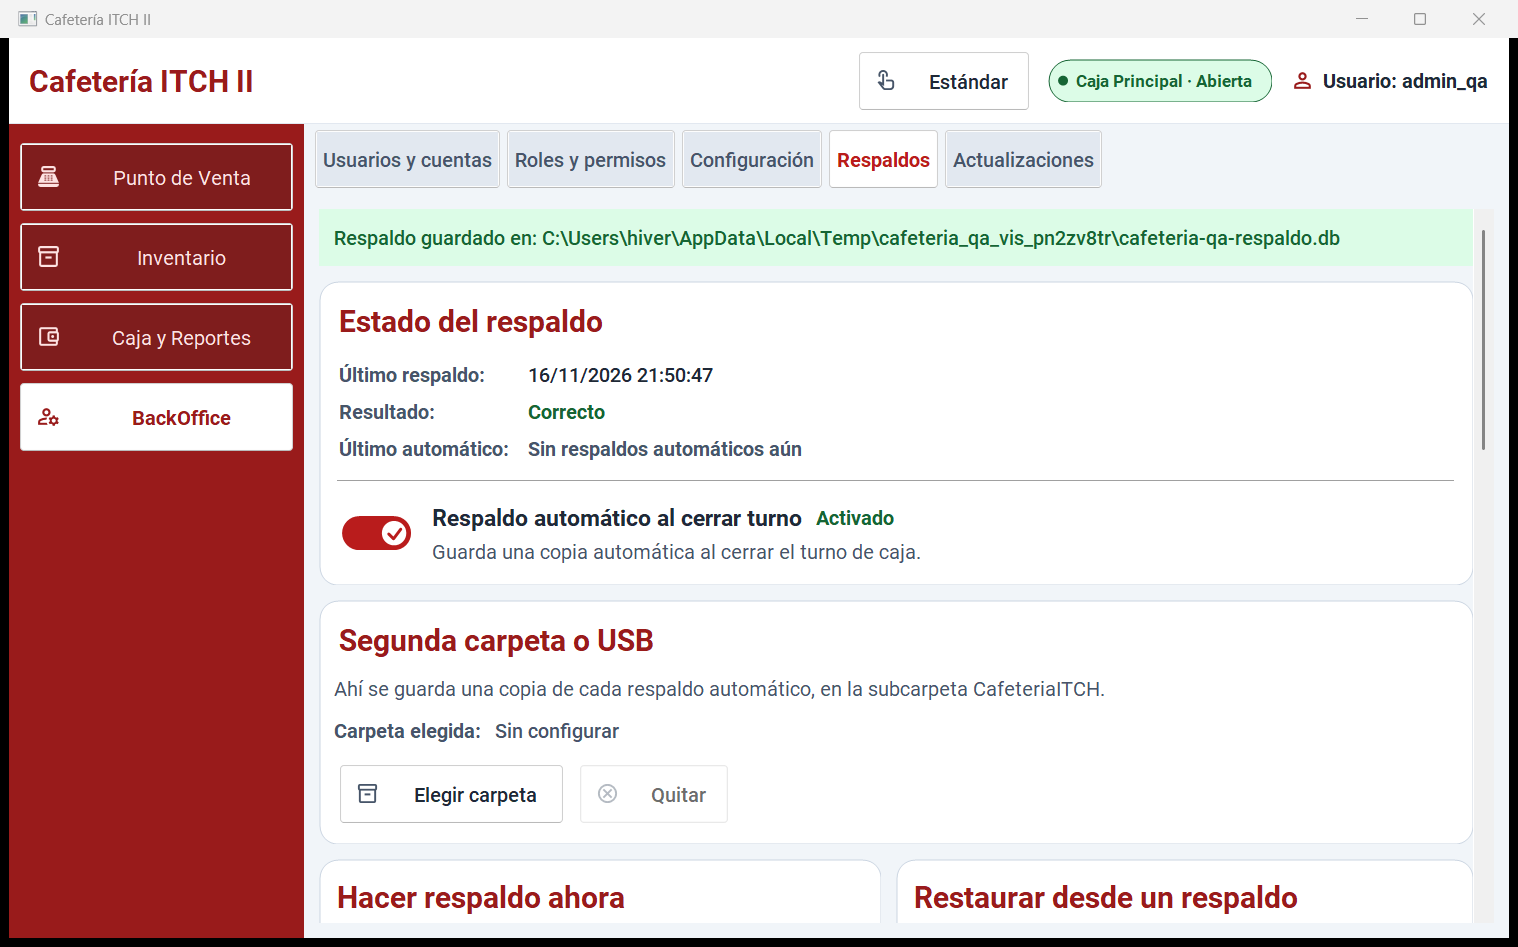 Cafetería ITCH II
Cafetería ITCH II
Estándar
Caja Principal · Abierta
Usuario: admin_qa
Punto de Venta
Inventario
Caja y Reportes
BackOffice
Usuarios y cuentas
Roles y permisos
Configuración
Respaldos
Actualizaciones
Respaldo guardado en: C:\Users\hiver\AppData\Local\Temp\cafeteria_qa_vis_pn2zv8tr\cafeteria-qa-respaldo.db
Estado del respaldo
Último respaldo: 16/11/2026 21:50:47
Resultado: Correcto
Último automático: Sin respaldos automáticos aún
Respaldo automático al cerrar turno Activado
Guarda una copia automática al cerrar el turno de caja.
Segunda carpeta o USB
Ahí se guarda una copia de cada respaldo automático, en la subcarpeta CafeteriaITCH.
Carpeta elegida: Sin configurar
Elegir carpeta
Quitar
Hacer respaldo ahora
Restaurar desde un respaldo